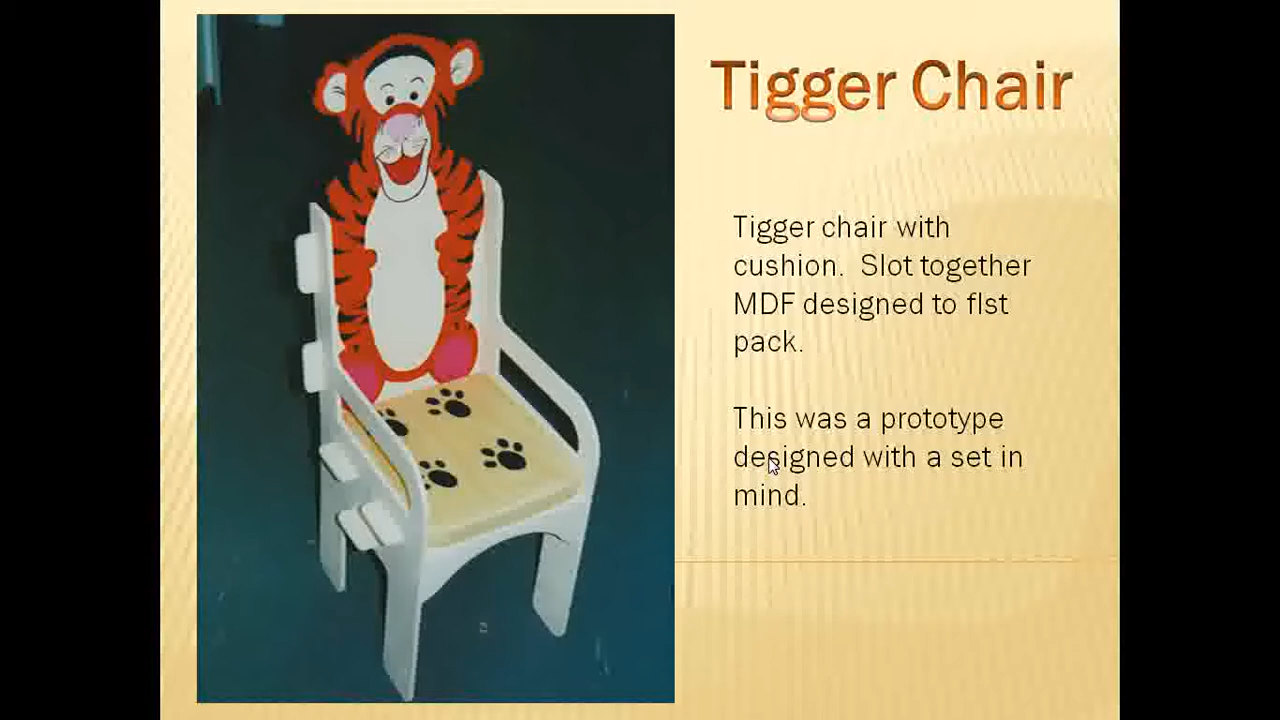 Tigger Chair
Tigger chair with
cushion.  Slot together
MDF designed to flst
pack.
This was a prototype
designed with a set in
mind.